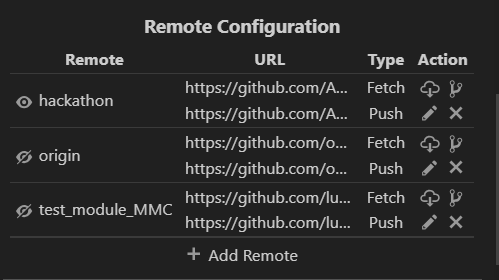 Remote Configuration
Remote URL Type Action
hackathon https://github.com/A... Fetch
https://github.com/A... Push
origin https://github.com/o... Fetch
https://github.com/o... Push
test_module_MMC https://github.com/lu... Fetch
https://github.com/lu... Push
+ Add Remote